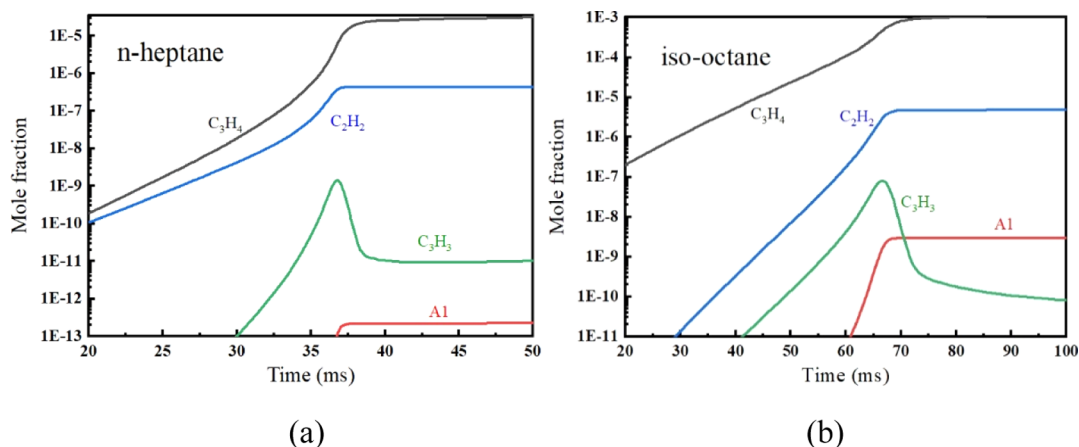 n-heptane
Mole fraction
1E-5
1E-6
1E-7
1E-8
1E-9
1E-10
1E-11
1E-12
1E-13
C₃H₄
C₂H₂
C₃H₃
A1
20 25 30 35 40 45 50
Time (ms)
(a)
iso-octane
Mole fraction
1E-3
1E-4
1E-5
1E-6
1E-7
1E-8
1E-9
1E-10
1E-11
C₃H₄
C₂H₂
C₃H₃
A1
20 30 40 50 60 70 80 90 100
Time (ms)
(b)